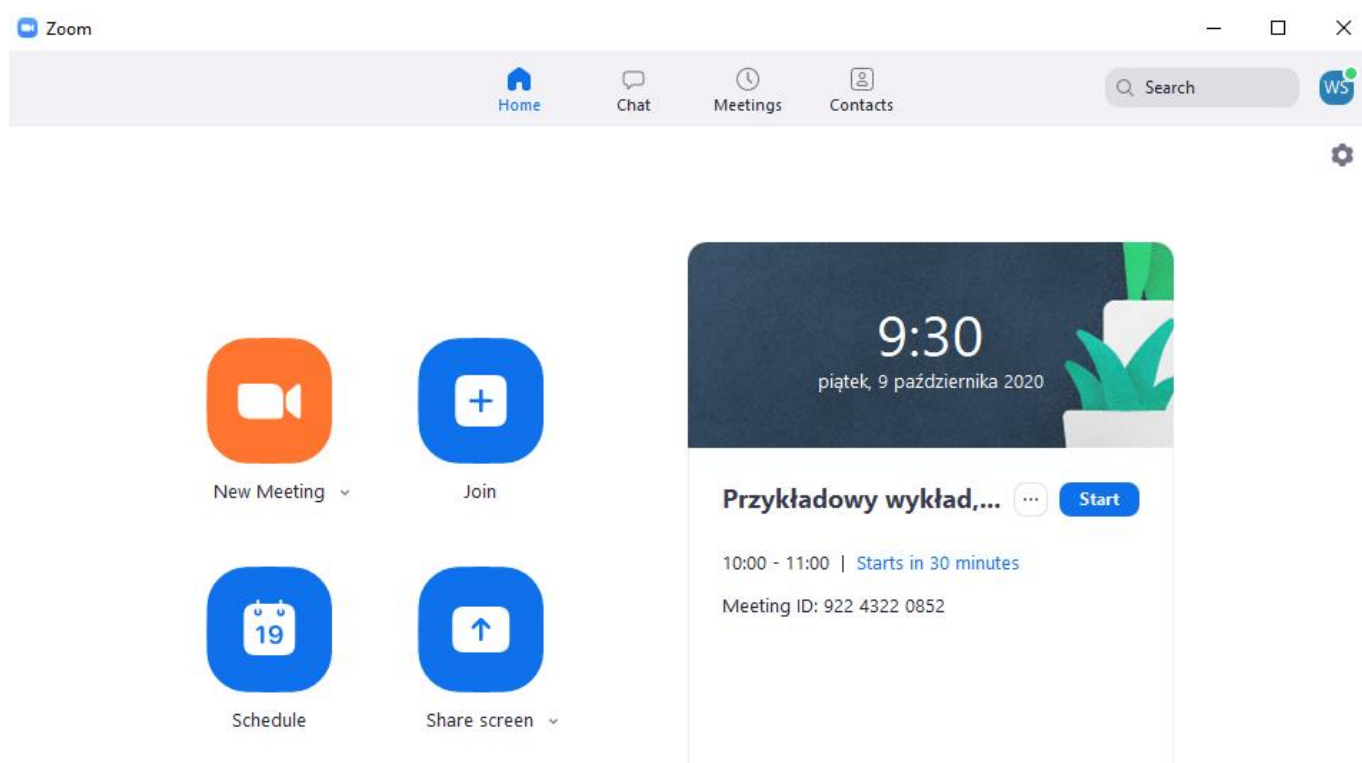 Zoom
Home Chat Meetings Contacts Search WS
9:30
piątek, 9 października 2020
New Meeting Join
Przykładowy wykład,... Start
10:00 - 11:00 | Starts in 30 minutes
Meeting ID: 922 4322 0852
19
Schedule Share screen